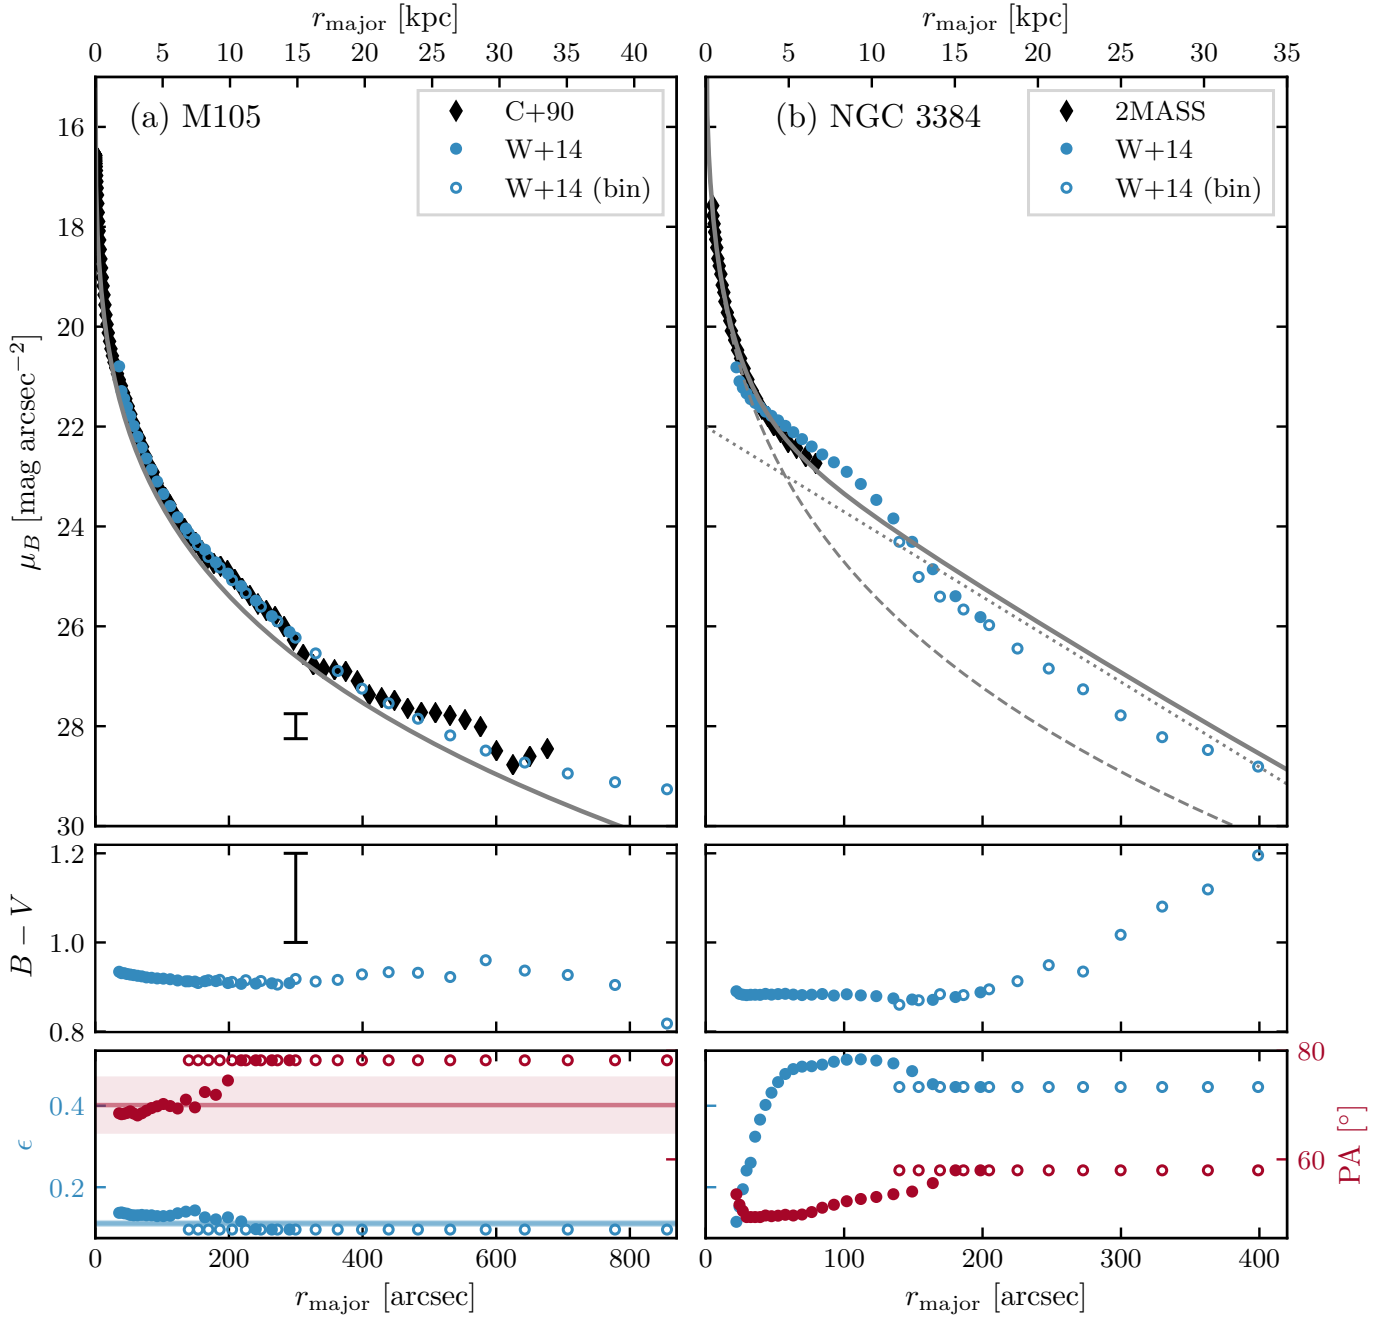 r_major [kpc]
r_major [kpc]
0 5 10 15 20 25 30 35 40
0 5 10 15 20 25 30 35
(a) M105
C+90
W+14
W+14 (bin)
(b) NGC 3384
2MASS
W+14
W+14 (bin)
μ_B [mag arcsec⁻²]
16
18
20
22
24
26
28
30
B − V
1.2
1.0
0.8
ϵ
0.4
0.2
80
60
PA [°]
0 200 400 600 800
0 100 200 300 400
r_major [arcsec]
r_major [arcsec]